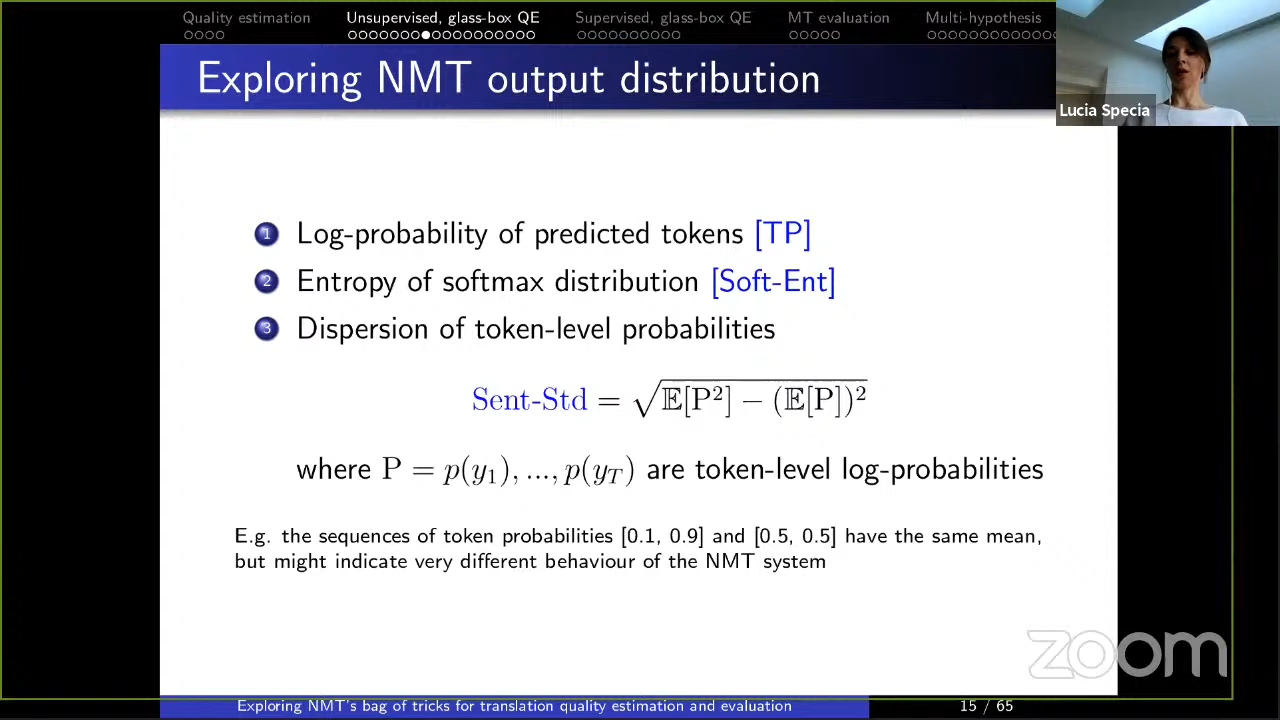 Quality estimation Unsupervised, glass-box QE Supervised, glass-box QE MT evaluation Multi-hypothesis
Exploring NMT output distribution
Lucia Specia
1 Log-probability of predicted tokens [TP]
2 Entropy of softmax distribution [Soft-Ent]
3 Dispersion of token-level probabilities
Sent-Std = √𝔼[P²] − (𝔼[P])²
where P = p(y₁), ..., p(y_T) are token-level log-probabilities
E.g. the sequences of token probabilities [0.1, 0.9] and [0.5, 0.5] have the same mean,
but might indicate very different behaviour of the NMT system
zoom
Exploring NMT's bag of tricks for translation quality estimation and evaluation 15 / 65